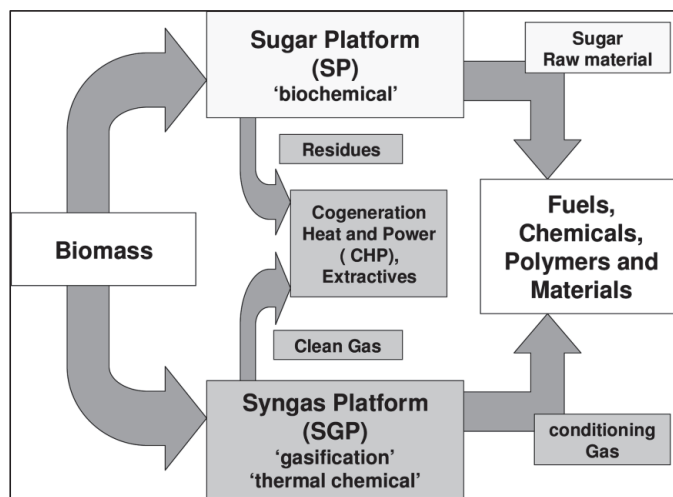 Sugar Platform
(SP)
‘biochemical’
Sugar
Raw material
Residues
Biomass
Cogeneration
Heat and Power
( CHP),
Extractives
Fuels,
Chemicals,
Polymers and
Materials
Clean Gas
Syngas Platform
(SGP)
‘gasification’
‘thermal chemical’
conditioning
Gas